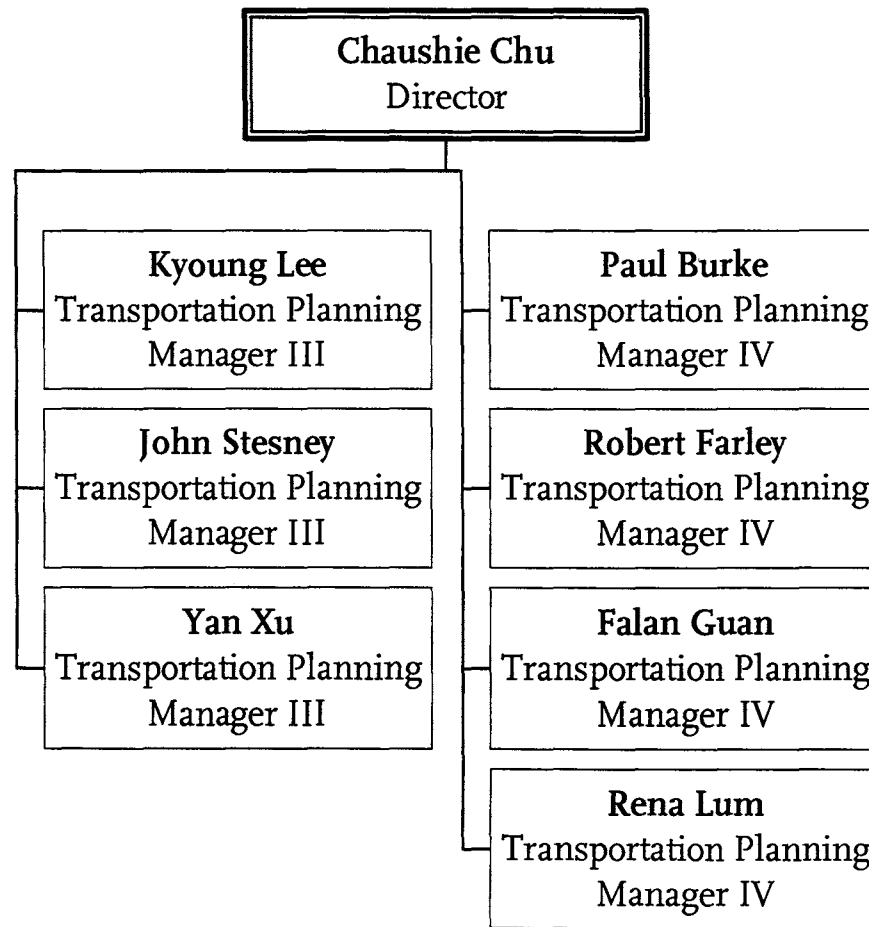 Chaushie Chu
Director
Kyoung Lee
Transportation Planning
Manager III
John Stesney
Transportation Planning
Manager III
Yan Xu
Transportation Planning
Manager III
Paul Burke
Transportation Planning
Manager IV
Robert Farley
Transportation Planning
Manager IV
Falan Guan
Transportation Planning
Manager IV
Rena Lum
Transportation Planning
Manager IV